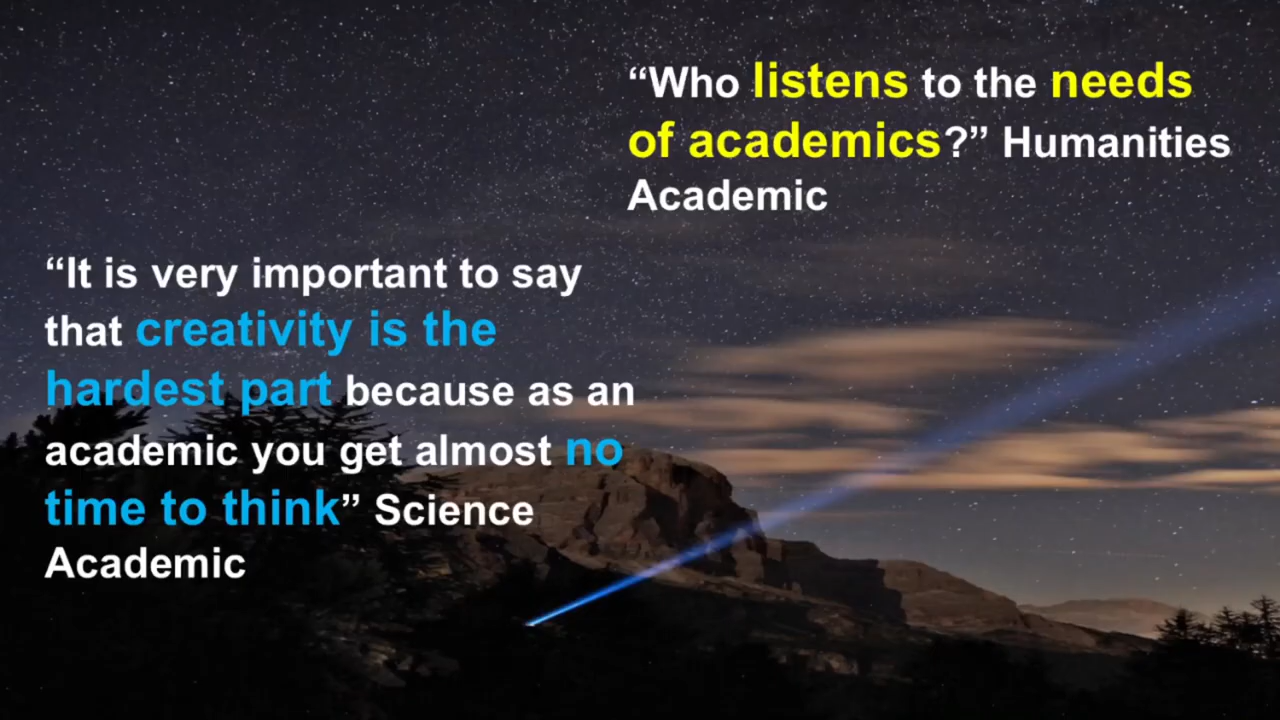 “Who listens to the needs
of academics?” Humanities
Academic
“It is very important to say
that creativity is the
hardest part because as an
academic you get almost no
time to think” Science
Academic